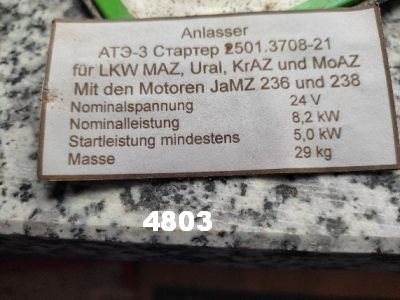 Anlasser
АТЭ-3 Стартер 2501.3708-21
für LKW MAZ, Ural, KrAZ und MoAZ
Mit den Motoren JaMZ 236 und 238
Nominalspannung 24 V
Nominalleistung 8,2 kW
Startleistung mindestens 5,0 kW
Masse 29 kg
4803